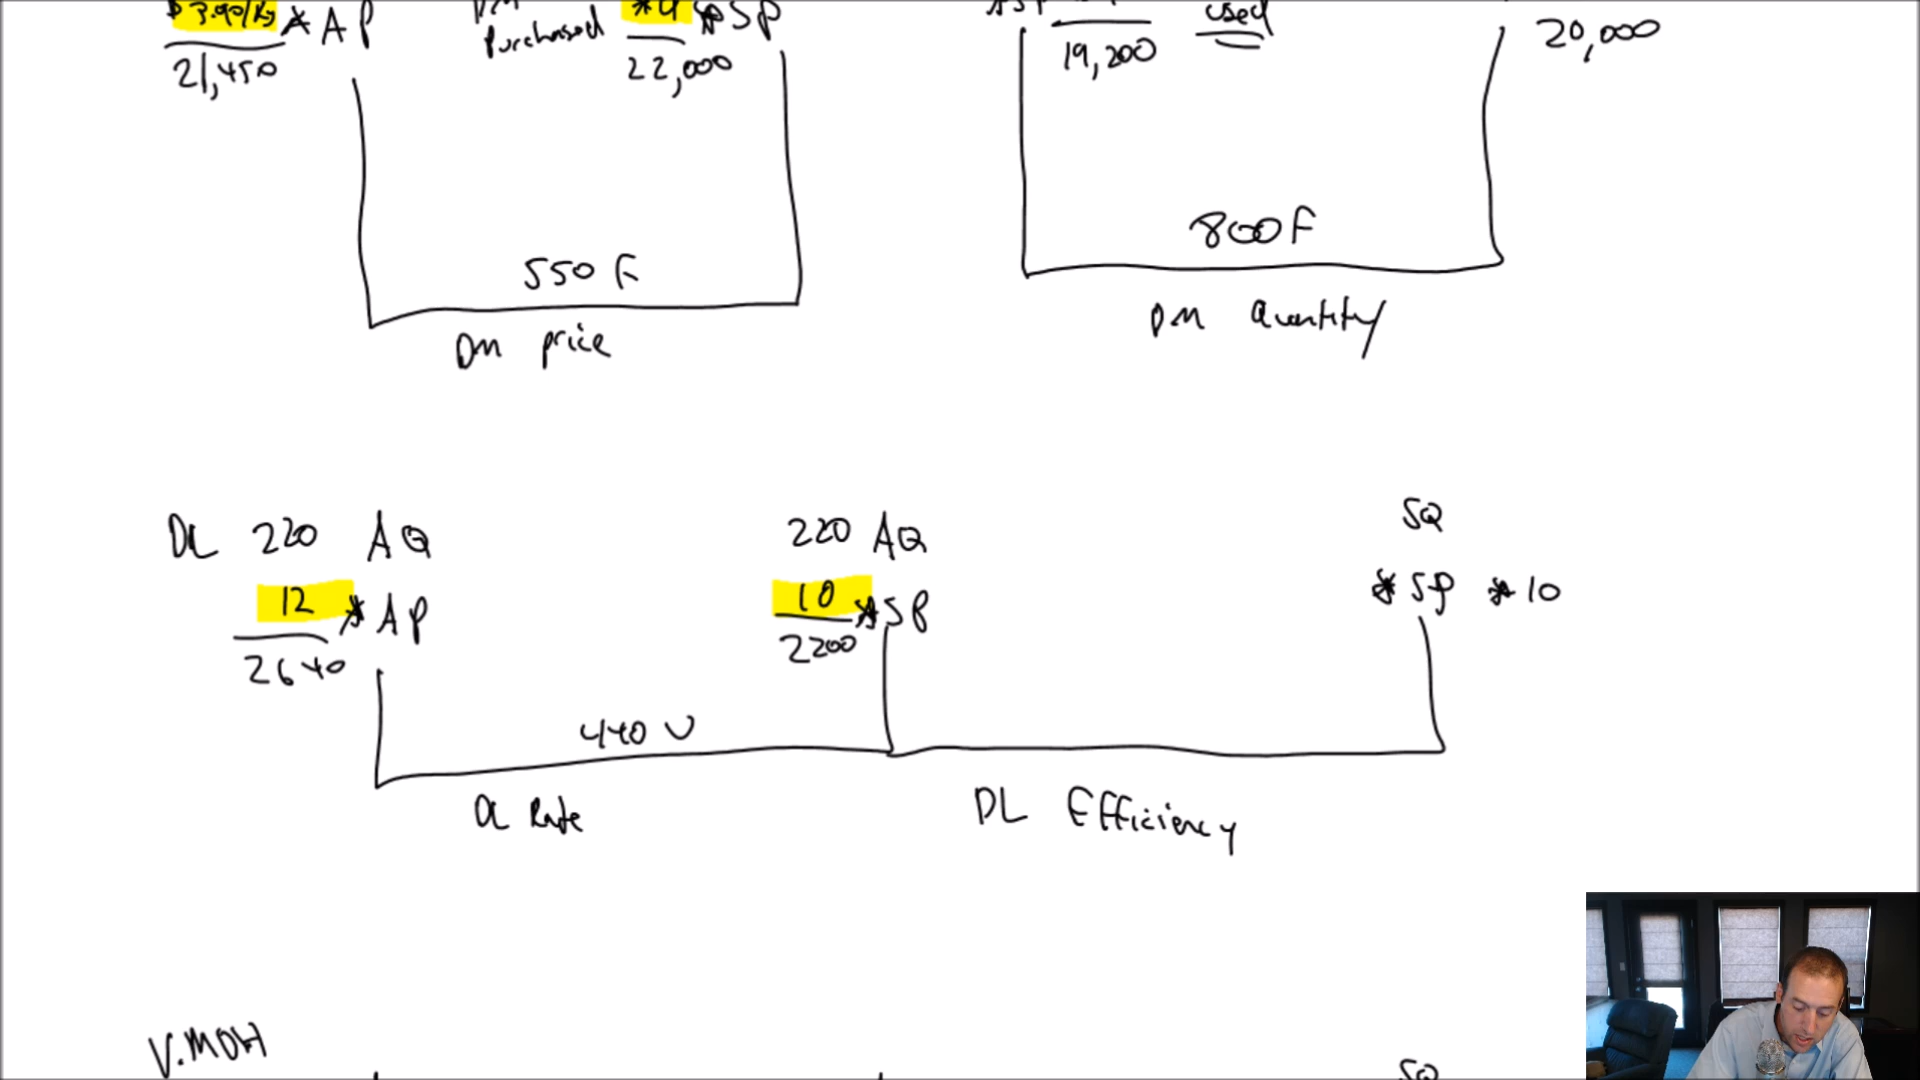 $3.90/kg * AP
21,450
Purchased
*4 * SP
22,000
19,200
used
20,000
550 F
DM price
800 F
DM Quantity
DL 220 AQ
12 * AP
2640
220 AQ
10 * SP
2200
SQ
* SP * 10
440 U
DL Rate
DL Efficiency
V.MOH
SQ